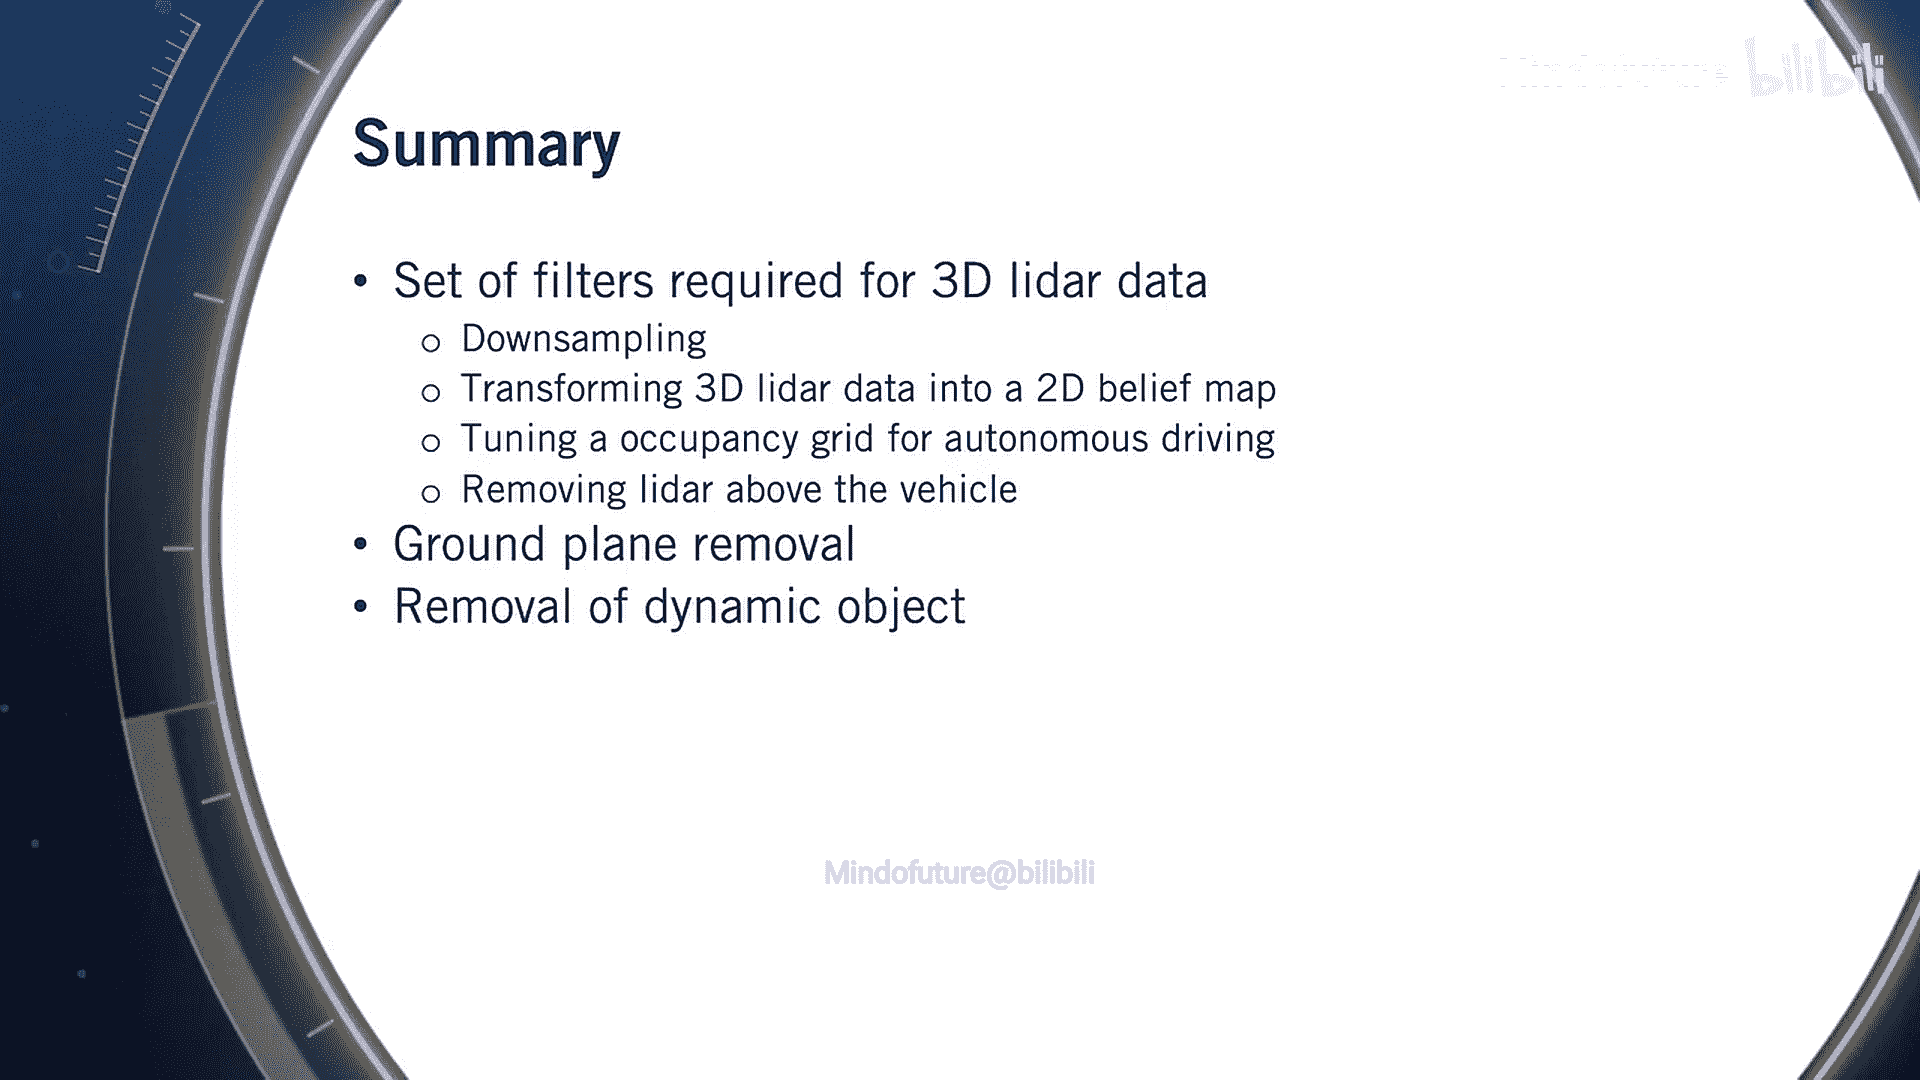 bilibili
Summary
• Set of filters required for 3D lidar data
o Downsampling
o Transforming 3D lidar data into a 2D belief map
o Tuning a occupancy grid for autonomous driving
o Removing lidar above the vehicle
• Ground plane removal
• Removal of dynamic object
Mindofuture@bilibili